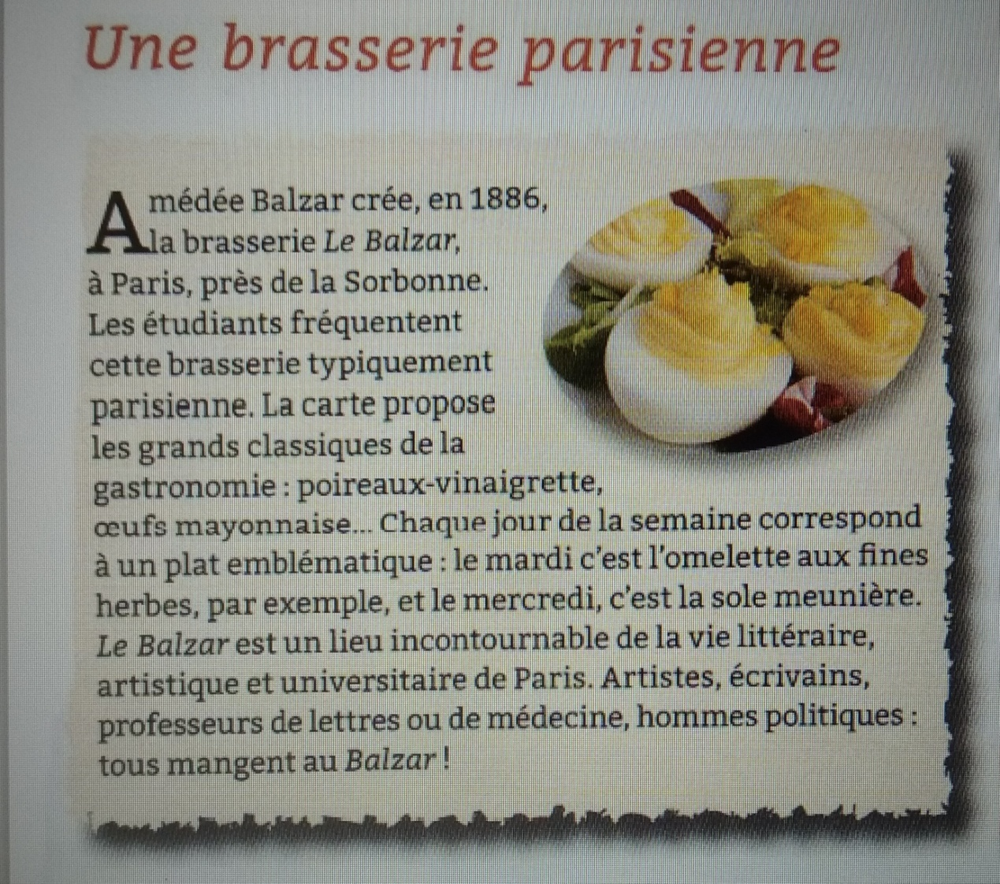 Une brasserie parisienne
Amédée Balzar crée, en 1886,
la brasserie Le Balzar,
à Paris, près de la Sorbonne.
Les étudiants fréquentent
cette brasserie typiquement
parisienne. La carte propose
les grands classiques de la
gastronomie : poireaux-vinaigrette,
œufs mayonnaise... Chaque jour de la semaine correspond
à un plat emblématique : le mardi c'est l'omelette aux fines
herbes, par exemple, et le mercredi, c'est la sole meunière.
Le Balzar est un lieu incontournable de la vie littéraire,
artistique et universitaire de Paris. Artistes, écrivains,
professeurs de lettres ou de médecine, hommes politiques :
tous mangent au Balzar !